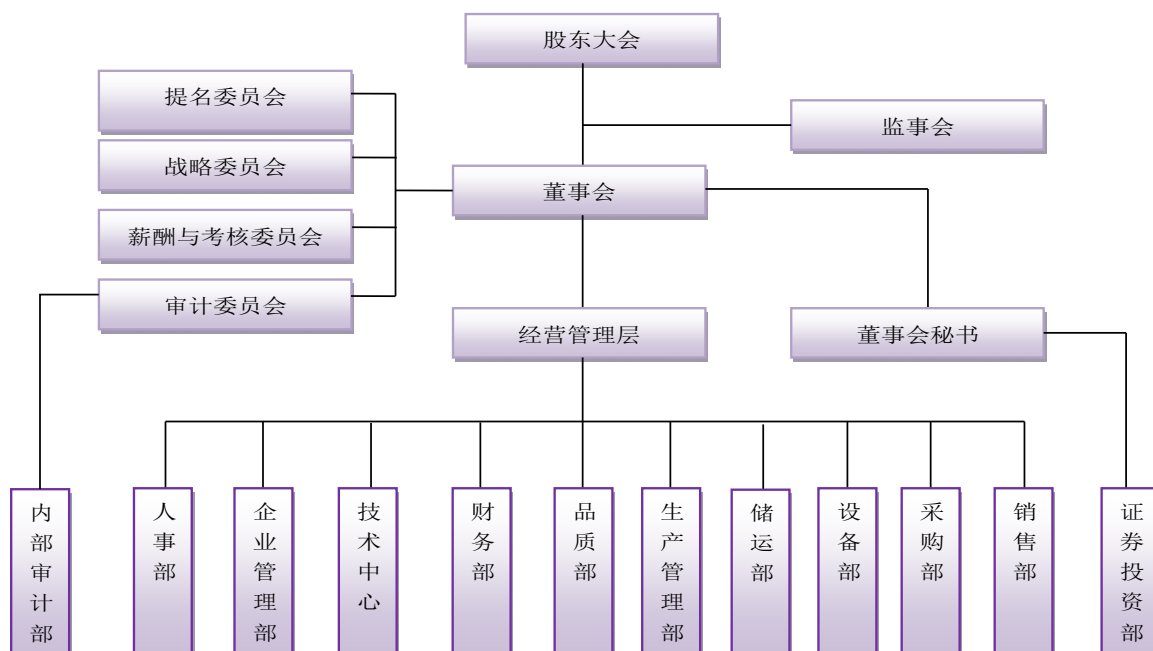 股东大会
提名委员会
监事会
战略委员会
董事会
薪酬与考核委员会
审计委员会
经营管理层
董事会秘书
内部审计部
人事部
企业管理部
技术中心
财务部
品质部
生产管理部
储运部
设备部
采购部
销售部
证券投资部